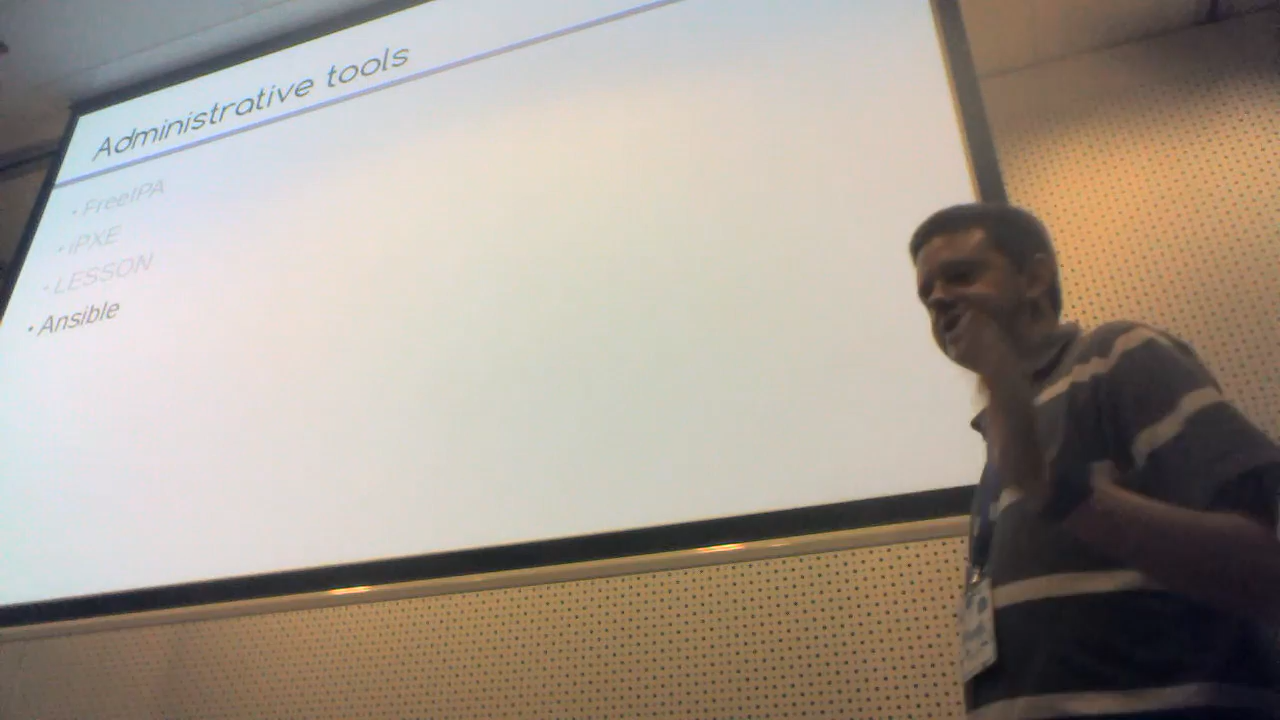 Administrative tools
• FreeIPA
• iPXE
• LESSON
• Ansible